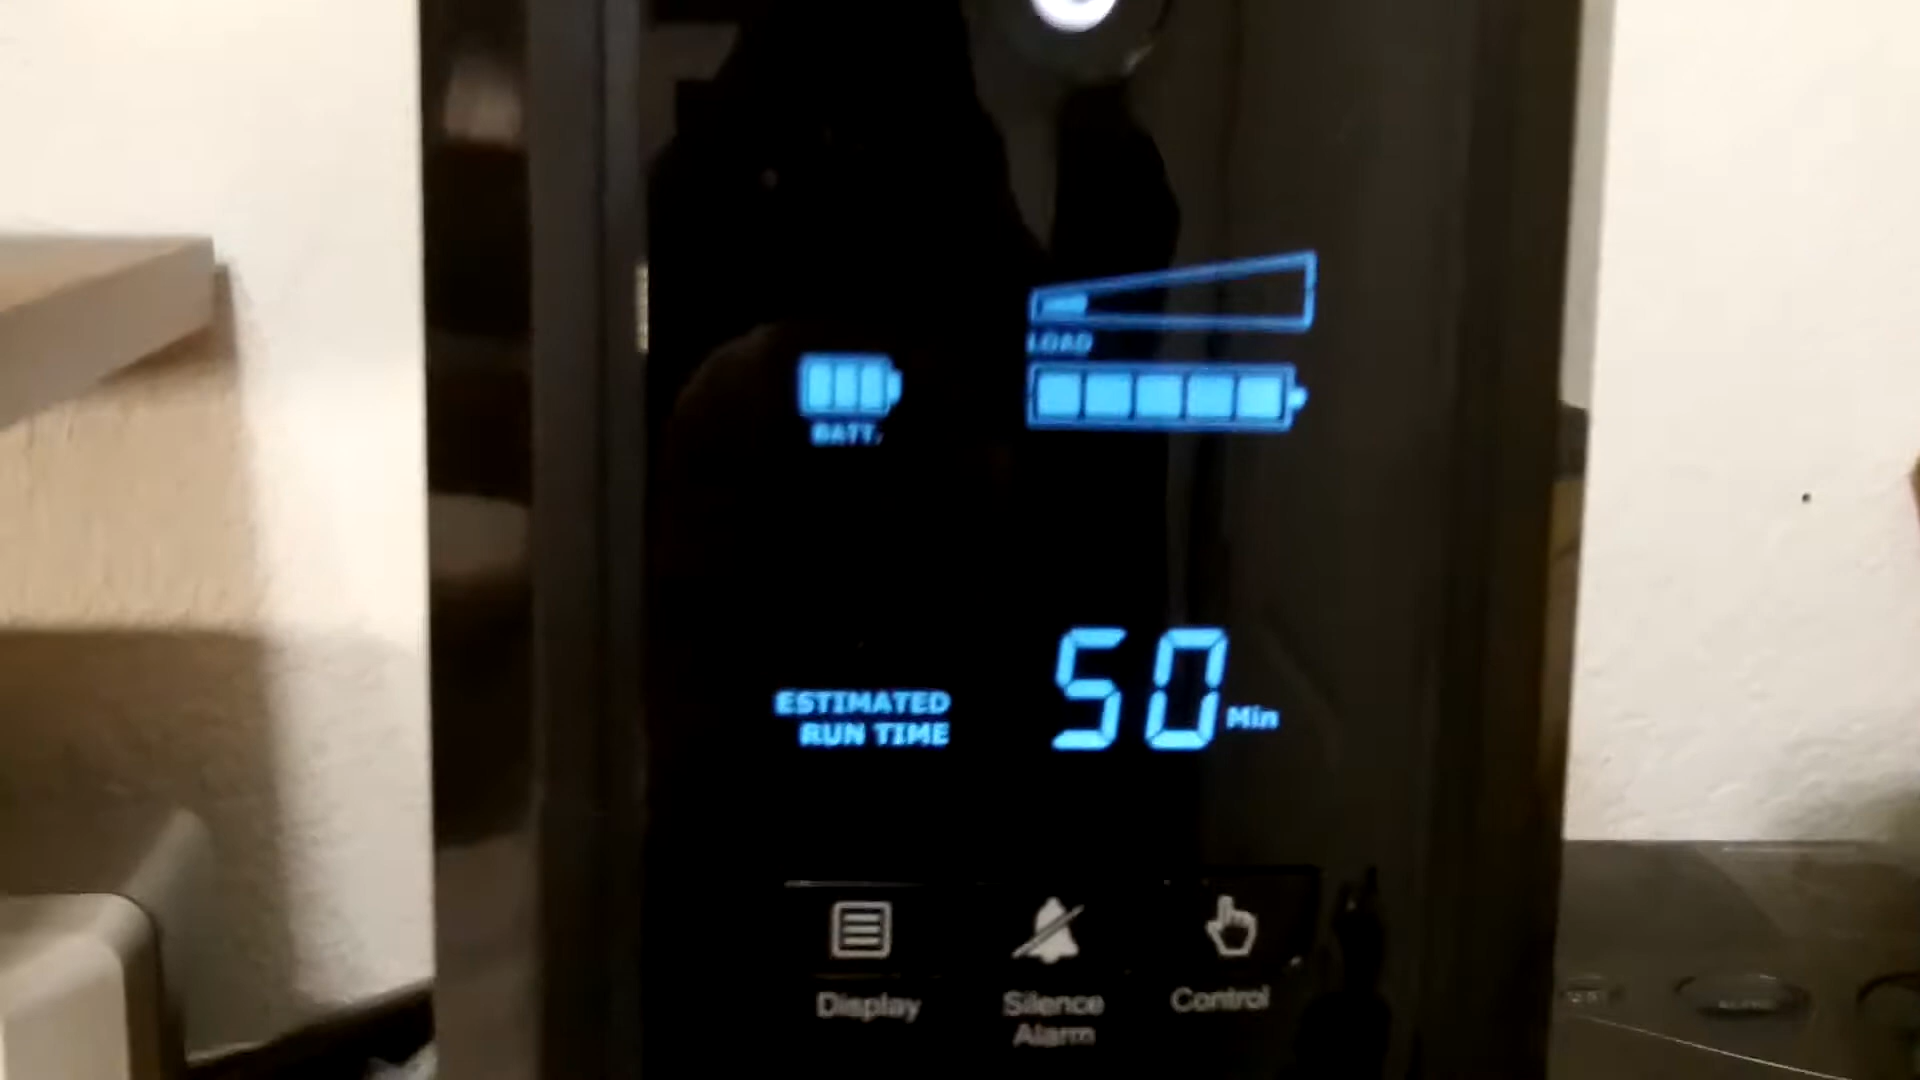 LOAD
BATT.
ESTIMATED
RUN TIME
50 Min
Display
Silence
Alarm
Control